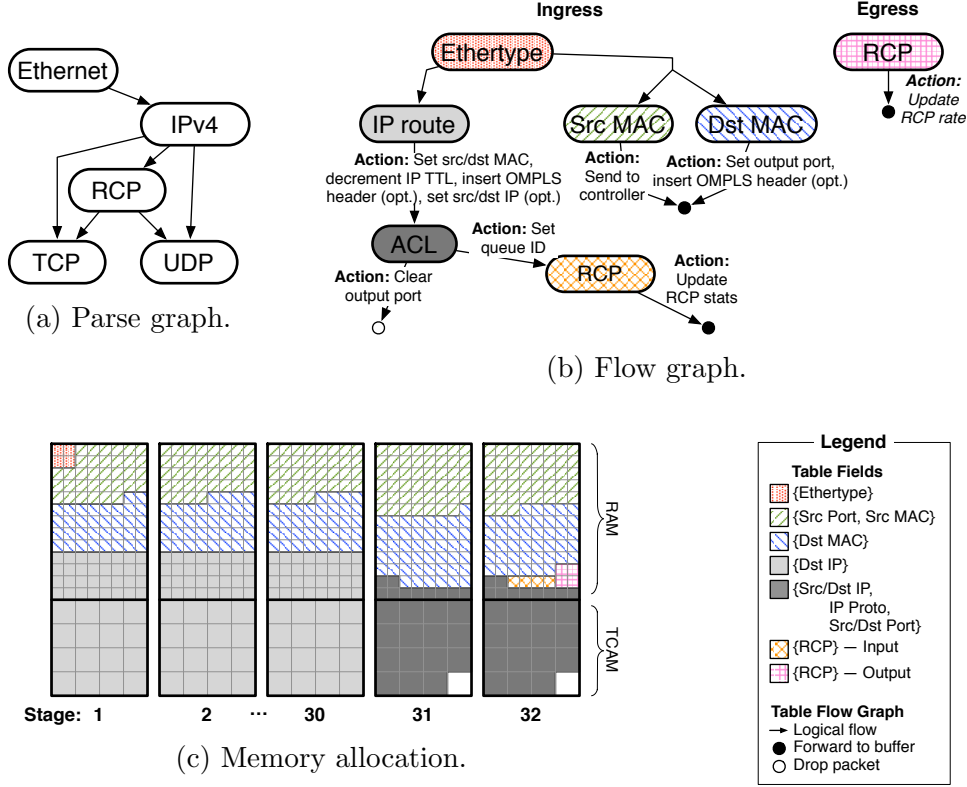 Ethernet
IPv4
RCP
TCP
UDP
(a) Parse graph.
Ingress
Egress
Ethertype
RCP
Action:
Update
RCP rate
IP route
Src MAC
Dst MAC
Action: Set src/dst MAC,
decrement IP TTL, insert OMPLS
header (opt.), set src/dst IP (opt.)
Action:
Send to
controller
Action: Set output port,
insert OMPLS header (opt.)
ACL
Action: Set
queue ID
RCP
Action:
Update
RCP stats
Action: Clear
output port
(b) Flow graph.
RAM
TCAM
Stage: 1 2 ... 30 31 32
(c) Memory allocation.
Legend
Table Fields
{Ethertype}
{Src Port, Src MAC}
{Dst MAC}
{Dst IP}
{Src/Dst IP,
IP Proto,
Src/Dst Port}
{RCP} — Input
{RCP} — Output
Table Flow Graph
Logical flow
Forward to buffer
Drop packet